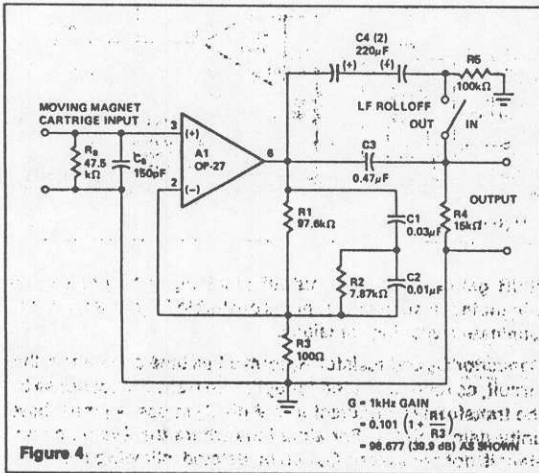 C4 (2)
220μF
(+) (+)
R5
100kΩ
LF ROLLOFF
OUT IN
MOVING MAGNET
CARTRIGE INPUT
3
(+)
A1
OP-27
6
2
(−)
Ra
47.5
kΩ
Ca
150pF
C3
0.47μF
OUTPUT
R1
97.6kΩ
C1
0.03μF
R4
15kΩ
R2
7.87kΩ
C2
0.01μF
R3
100Ω
G = 1kHz GAIN
= 0.101 (1 + R1/R3)
= 98.677 (39.9 dB) AS SHOWN
Figure 4